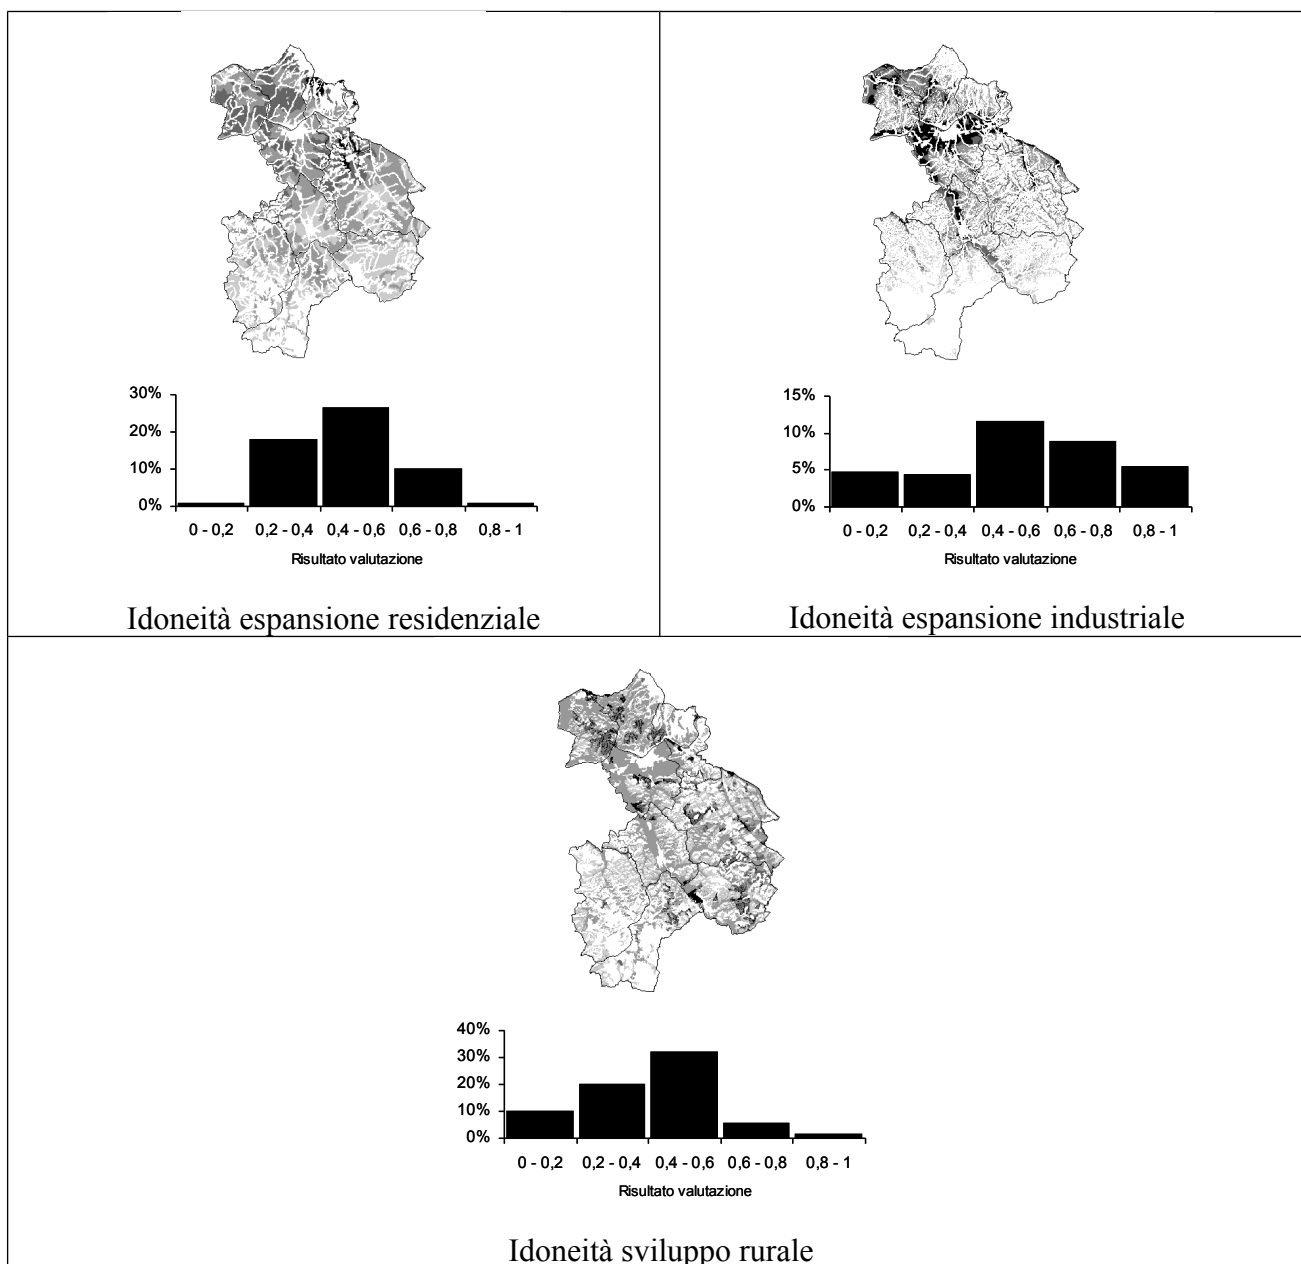 30%
20%
10%
0%
0 - 0,2 0,2 - 0,4 0,4 - 0,6 0,6 - 0,8 0,8 - 1
Risultato valutazione
Idoneità espansione residenziale
15%
10%
5%
0%
0 - 0,2 0,2 - 0,4 0,4 - 0,6 0,6 - 0,8 0,8 - 1
Risultato valutazione
Idoneità espansione industriale
40%
30%
20%
10%
0%
0 - 0,2 0,2 - 0,4 0,4 - 0,6 0,6 - 0,8 0,8 - 1
Risultato valutazione
Idoneità sviluppo rurale